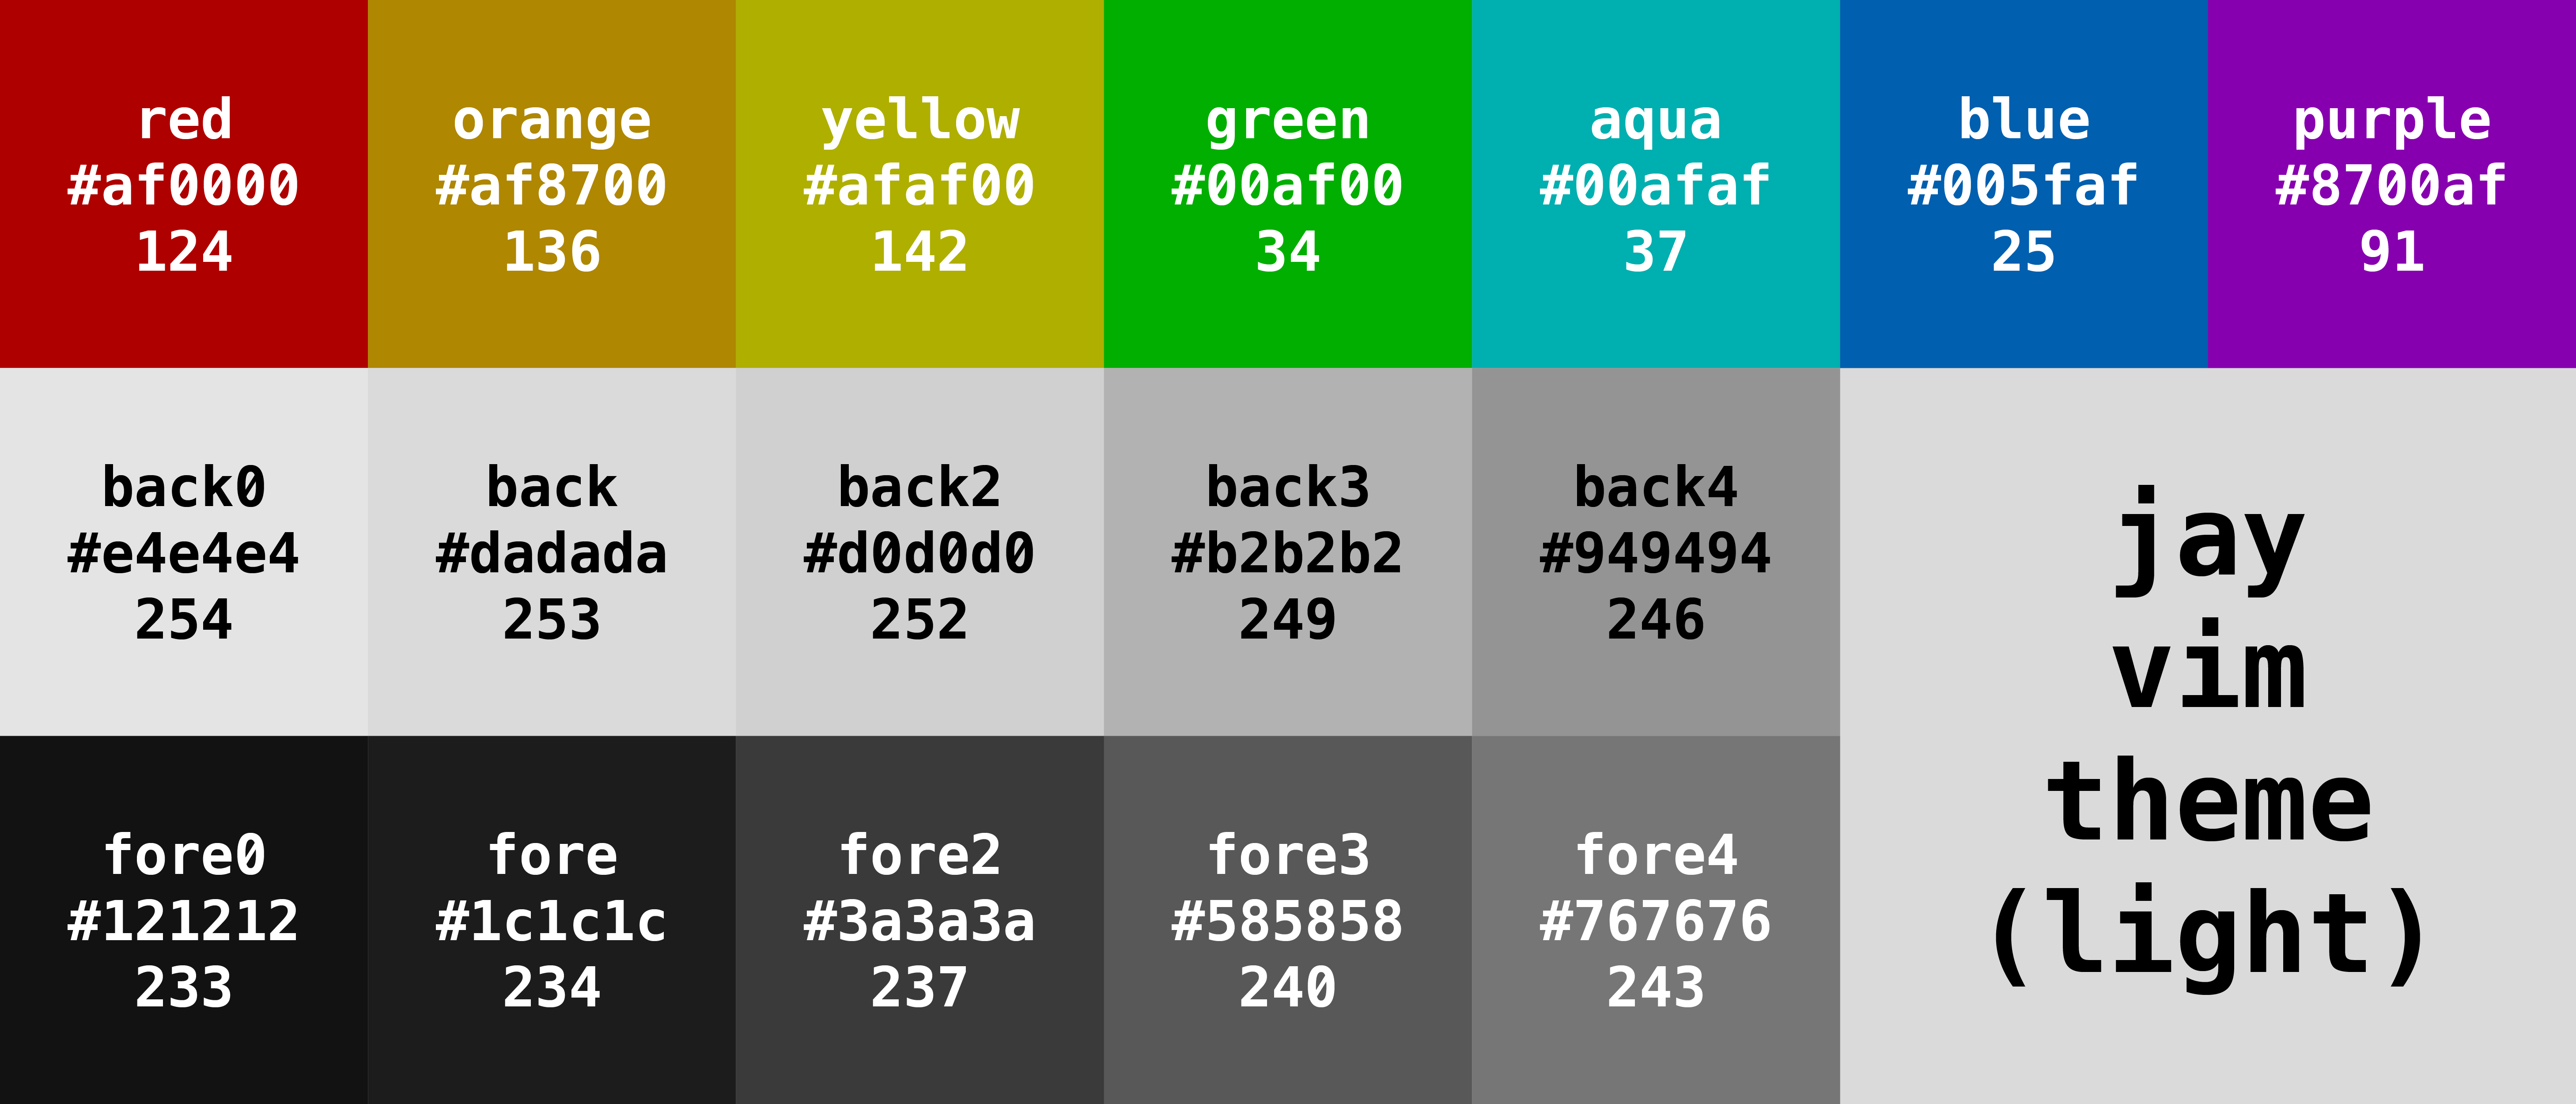 red
#af0000
124
orange
#af8700
136
yellow
#afaf00
142
green
#00af00
34
aqua
#00afaf
37
blue
#005faf
25
purple
#8700af
91
back0
#e4e4e4
254
back
#dadada
253
back2
#d0d0d0
252
back3
#b2b2b2
249
back4
#949494
246
jay
vim
theme
(light)
fore0
#121212
233
fore
#1c1c1c
234
fore2
#3a3a3a
237
fore3
#585858
240
fore4
#767676
243